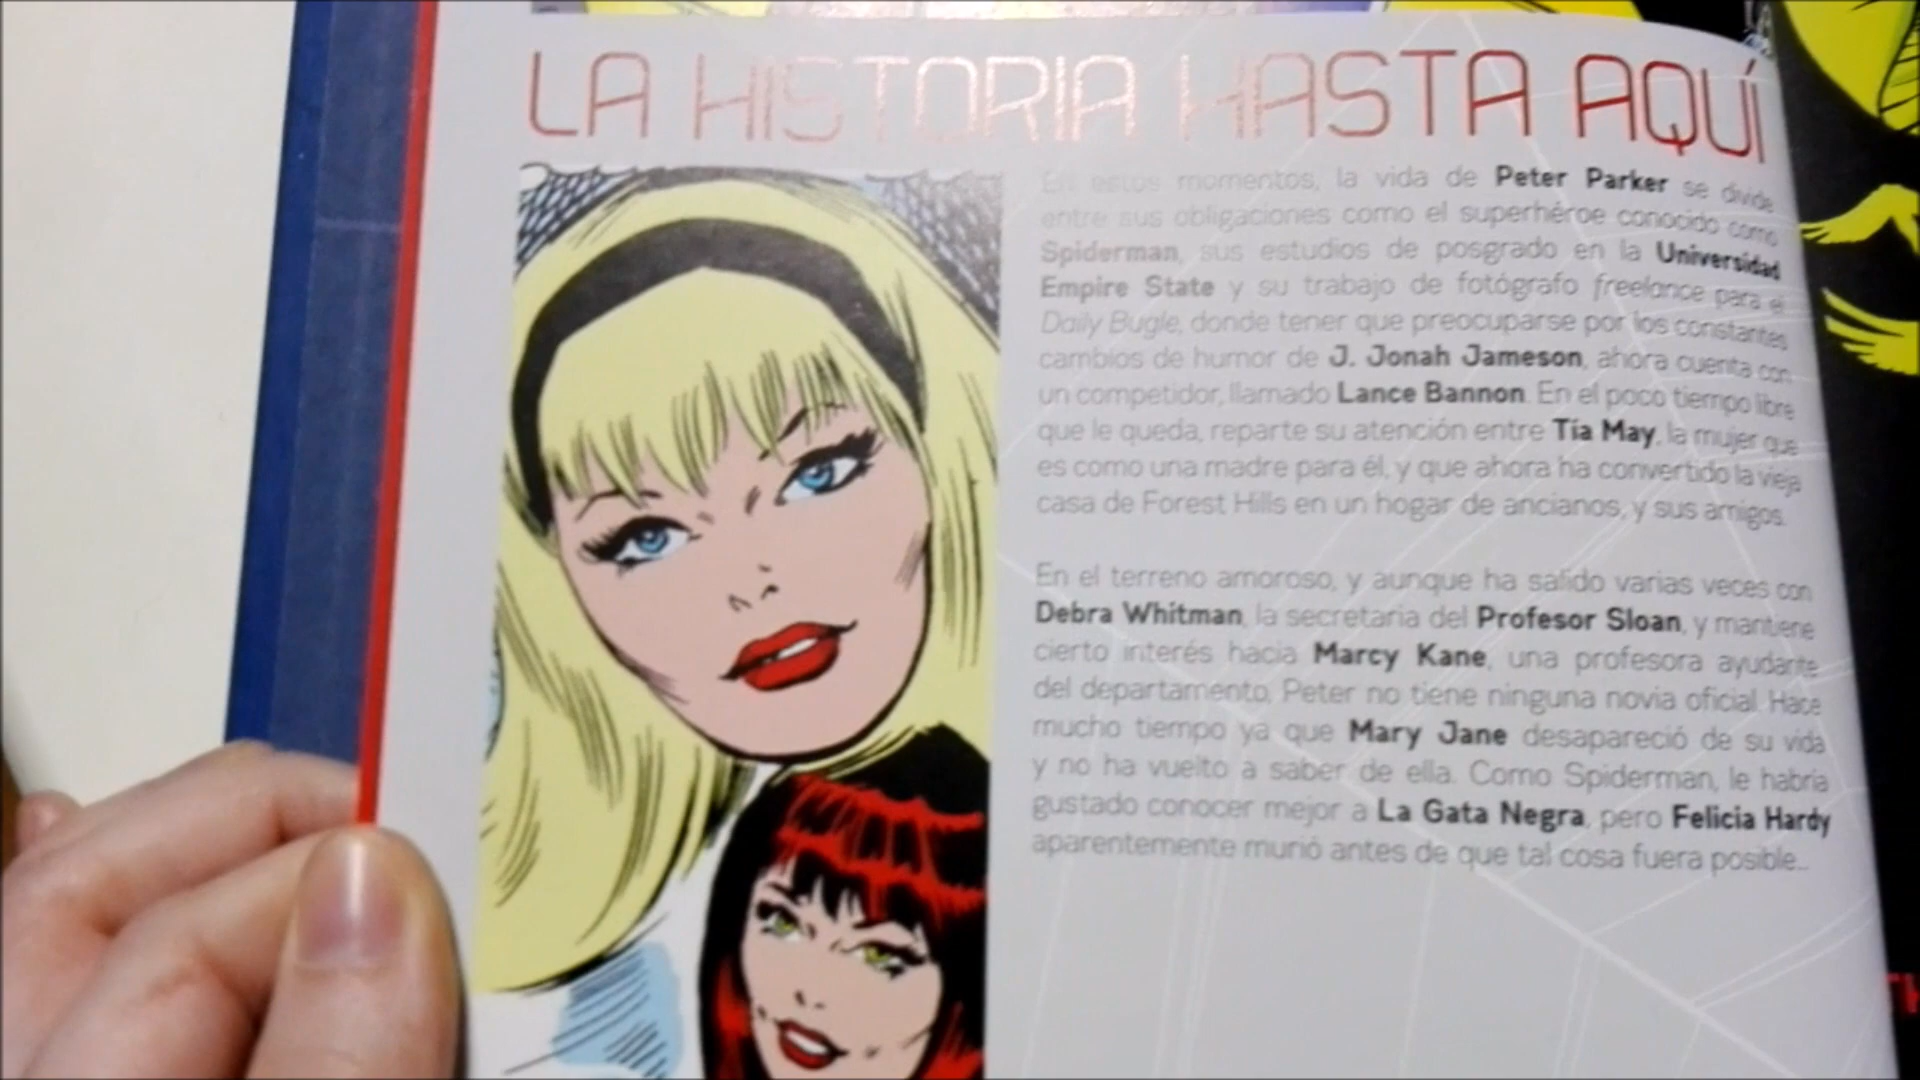 LA HISTORIA HASTA AQUÍ
En estos momentos, la vida de Peter Parker se divide
entre sus obligaciones como el superhéroe conocido como
Spiderman, sus estudios de posgrado en la Universidad
Empire State y su trabajo de fotógrafo freelance para el
Daily Bugle, donde tener que preocuparse por los constantes
cambios de humor de J. Jonah Jameson, ahora cuenta con
un competidor, llamado Lance Bannon. En el poco tiempo libre
que le queda, reparte su atención entre Tía May, la mujer que
es como una madre para él, y que ahora ha convertido la vieja
casa de Forest Hills en un hogar de ancianos, y sus amigos.
En el terreno amoroso, y aunque ha salido varias veces con
Debra Whitman, la secretaria del Profesor Sloan, y mantiene
cierto interés hacia Marcy Kane, una profesora ayudante
del departamento, Peter no tiene ninguna novia oficial. Hace
mucho tiempo ya que Mary Jane desapareció de su vida
y no ha vuelto a saber de ella. Como Spiderman, le habría
gustado conocer mejor a La Gata Negra, pero Felicia Hardy
aparentemente murió antes de que tal cosa fuera posible...